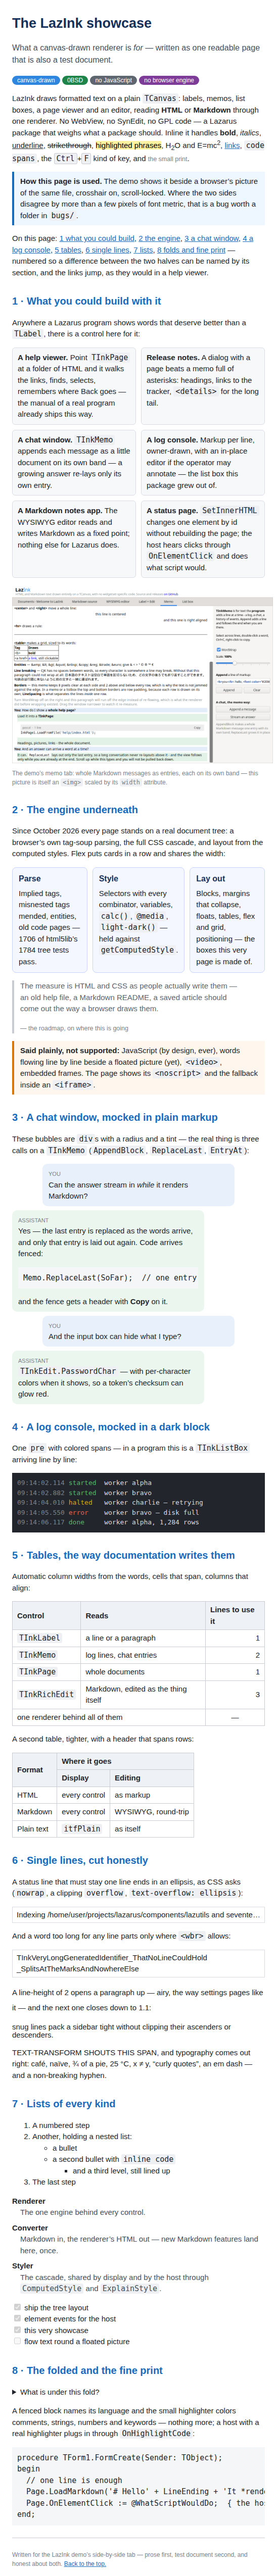 The LazInk showcase
What a canvas-drawn renderer is for — written as one readable page
that is also a test document.
canvas-drawn 0BSD no JavaScript no browser engine
LazInk draws formatted text on a plain TCanvas: labels, memos, list
boxes, a page viewer and an editor, reading HTML or Markdown through
one renderer. No WebView, no SynEdit, no GPL code — a Lazarus
package that weighs what a package should. Inline it handles bold, italics,
underline, strikethrough, highlighted phrases, H2O and E=mc2, links, code
spans, the Ctrl+F kind of key, and the small print.
How this page is used. The demo shows it beside a browser's picture
of the same file, crosshair on, scroll-locked. Where the two sides
disagree by more than a few pixels of font metric, that is a bug worth a
folder in bugs/.
On this page: 1 what you could build, 2 the engine, 3 a chat window, 4 a
log console, 5 tables, 6 single lines, 7 lists, 8 folds and fine print —
numbered so a difference between the two halves can be named by its
section, and the links jump, as they would in a help viewer.
1 · What you could build with it
Anywhere a Lazarus program shows words that deserve better than a
TLabel, there is a control for it:
A help viewer. Point TInkPage
at a folder of HTML and it walks
the links, finds, selects,
remembers where Back goes —
the manual of a real program
already ships this way.
Release notes. A dialog with a
page beats a memo full of
asterisks: headings, links to the
tracker, <details> for the long
tail.
A chat window. TInkMemo
appends each message as a little
document on its own band — a
growing answer re-lays only its
own entry.
A log console. Markup per line,
owner-drawn, with an in-place
editor if the operator may
annotate — the list box this
package grew out of.
A Markdown notes app. The
WYSIWYG editor reads and
writes Markdown as a fixed point;
nothing else for Lazarus does.
A status page. SetInnerHTML
changes one element by id
without rebuilding the page; the
host hears clicks through
OnElementClick and does
what script would.
The demo's memo tab: whole Markdown messages as entries, each on its own band — this
picture is itself an <img> scaled by its width attribute.
2 · The engine underneath
Since October 2026 every page stands on a real document tree: a
browser's own tag-soup parsing, the full CSS cascade, and layout from the
computed styles. Flex puts cards in a row and shares the width:
Parse
Implied tags,
misnested tags
mended, entities,
old code pages —
1706 of html5lib's
1784 tree tests
pass.
Style
Selectors with every
combinator, variables,
calc(), @media,
light-dark() —
held against
getComputedStyle.
Lay out
Blocks, margins
that collapse,
floats, tables, flex
and grid,
positioning — the
boxes this very
page is made of.
The measure is HTML and CSS as people actually write them —
an old help file, a Markdown README, a saved article should
come out the way a browser draws them.
— the roadmap, on where this is going
Said plainly, not supported: JavaScript (by design, ever), words
flowing line by line beside a floated picture (yet), <video>,
embedded frames. The page shows its <noscript> and the fallback
inside an <iframe>.
3 · A chat window, mocked in plain markup
These bubbles are divs with a radius and a tint — the real thing is three
calls on a TInkMemo (AppendBlock, ReplaceLast, EntryAt):
YOU
Can the answer stream in while it renders
Markdown?
ASSISTANT
Yes — the last entry is replaced as the words arrive,
and only that entry is laid out again. Code arrives
fenced:
Memo.ReplaceLast(SoFar);  // one entry
and the fence gets a header with Copy on it.
YOU
And the input box can hide what I type?
ASSISTANT
TInkEdit.PasswordChar — with per-character
colors when it shows, so a token's checksum can
glow red.
4 · A log console, mocked in a dark block
One pre with colored spans — in a program this is a TInkListBox
arriving line by line:
09:14:02.114 started  worker alpha
09:14:02.882 started  worker bravo
09:14:04.010 halted   worker charlie — retrying
09:14:05.550 error    worker bravo — disk full
09:14:06.117 done     worker alpha, 1,284 rows
5 · Tables, the way documentation writes them
Automatic column widths from the words, cells that span, columns that
align:
Control Reads Lines to use it
TInkLabel a line or a paragraph 1
TInkMemo log lines, chat entries 2
TInkPage whole documents 1
TInkRichEdit Markdown, edited as the thing itself 3
one renderer behind all of them —
A second table, tighter, with a header that spans rows:
Format Where it goes
Display Editing
HTML every control as markup
Markdown every control WYSIWYG, round-trip
Plain text itfPlain as itself
6 · Single lines, cut honestly
A status line that must stay one line ends in an ellipsis, as CSS asks
(nowrap, a clipping overflow, text-overflow: ellipsis):
Indexing /home/user/projects/lazarus/components/lazutils and sevente…
And a word too long for any line parts only where <wbr> allows:
TInkVeryLongGeneratedIdentifier_ThatNoLineCouldHold
_SplitsAtTheMarksAndNowhereElse
A line-height of 2 opens a paragraph up — airy, the way settings pages like
it — and the next one closes down to 1.1:
snug lines pack a sidebar tight without clipping their ascenders or
descenders.
TEXT-TRANSFORM SHOUTS THIS SPAN, and typography comes out
right: café, naïve, ¾ of a pie, 25 °C, x ≠ y, “curly quotes”, an em dash —
and a non-breaking hyphen.
7 · Lists of every kind
1. A numbered step
2. Another, holding a nested list:
a bullet
a second bullet with inline code
and a third level, still lined up
3. The last step
Renderer
The one engine behind every control.
Converter
Markdown in, the renderer's HTML out — new Markdown features land
here, once.
Styler
The cascade, shared by display and by the host through
ComputedStyle and ExplainStyle.
ship the tree layout
element events for the host
this very showcase
flow text round a floated picture
8 · The folded and the fine print
What is under this fold?
A fenced block names its language and the small highlighter colors
comments, strings, numbers and keywords — nothing more; a host with a
real highlighter plugs in through OnHighlightCode:
procedure TForm1.FormCreate(Sender: TObject);
begin
  // one line is enough
  Page.LoadMarkdown('# Hello' + LineEnding + 'It *rende
  Page.OnElementClick := @WhatScriptWouldDo;  { the ho
end;
Written for the LazInk demo's side-by-side tab — prose first, test document second, and
honest about both. Back to the top.